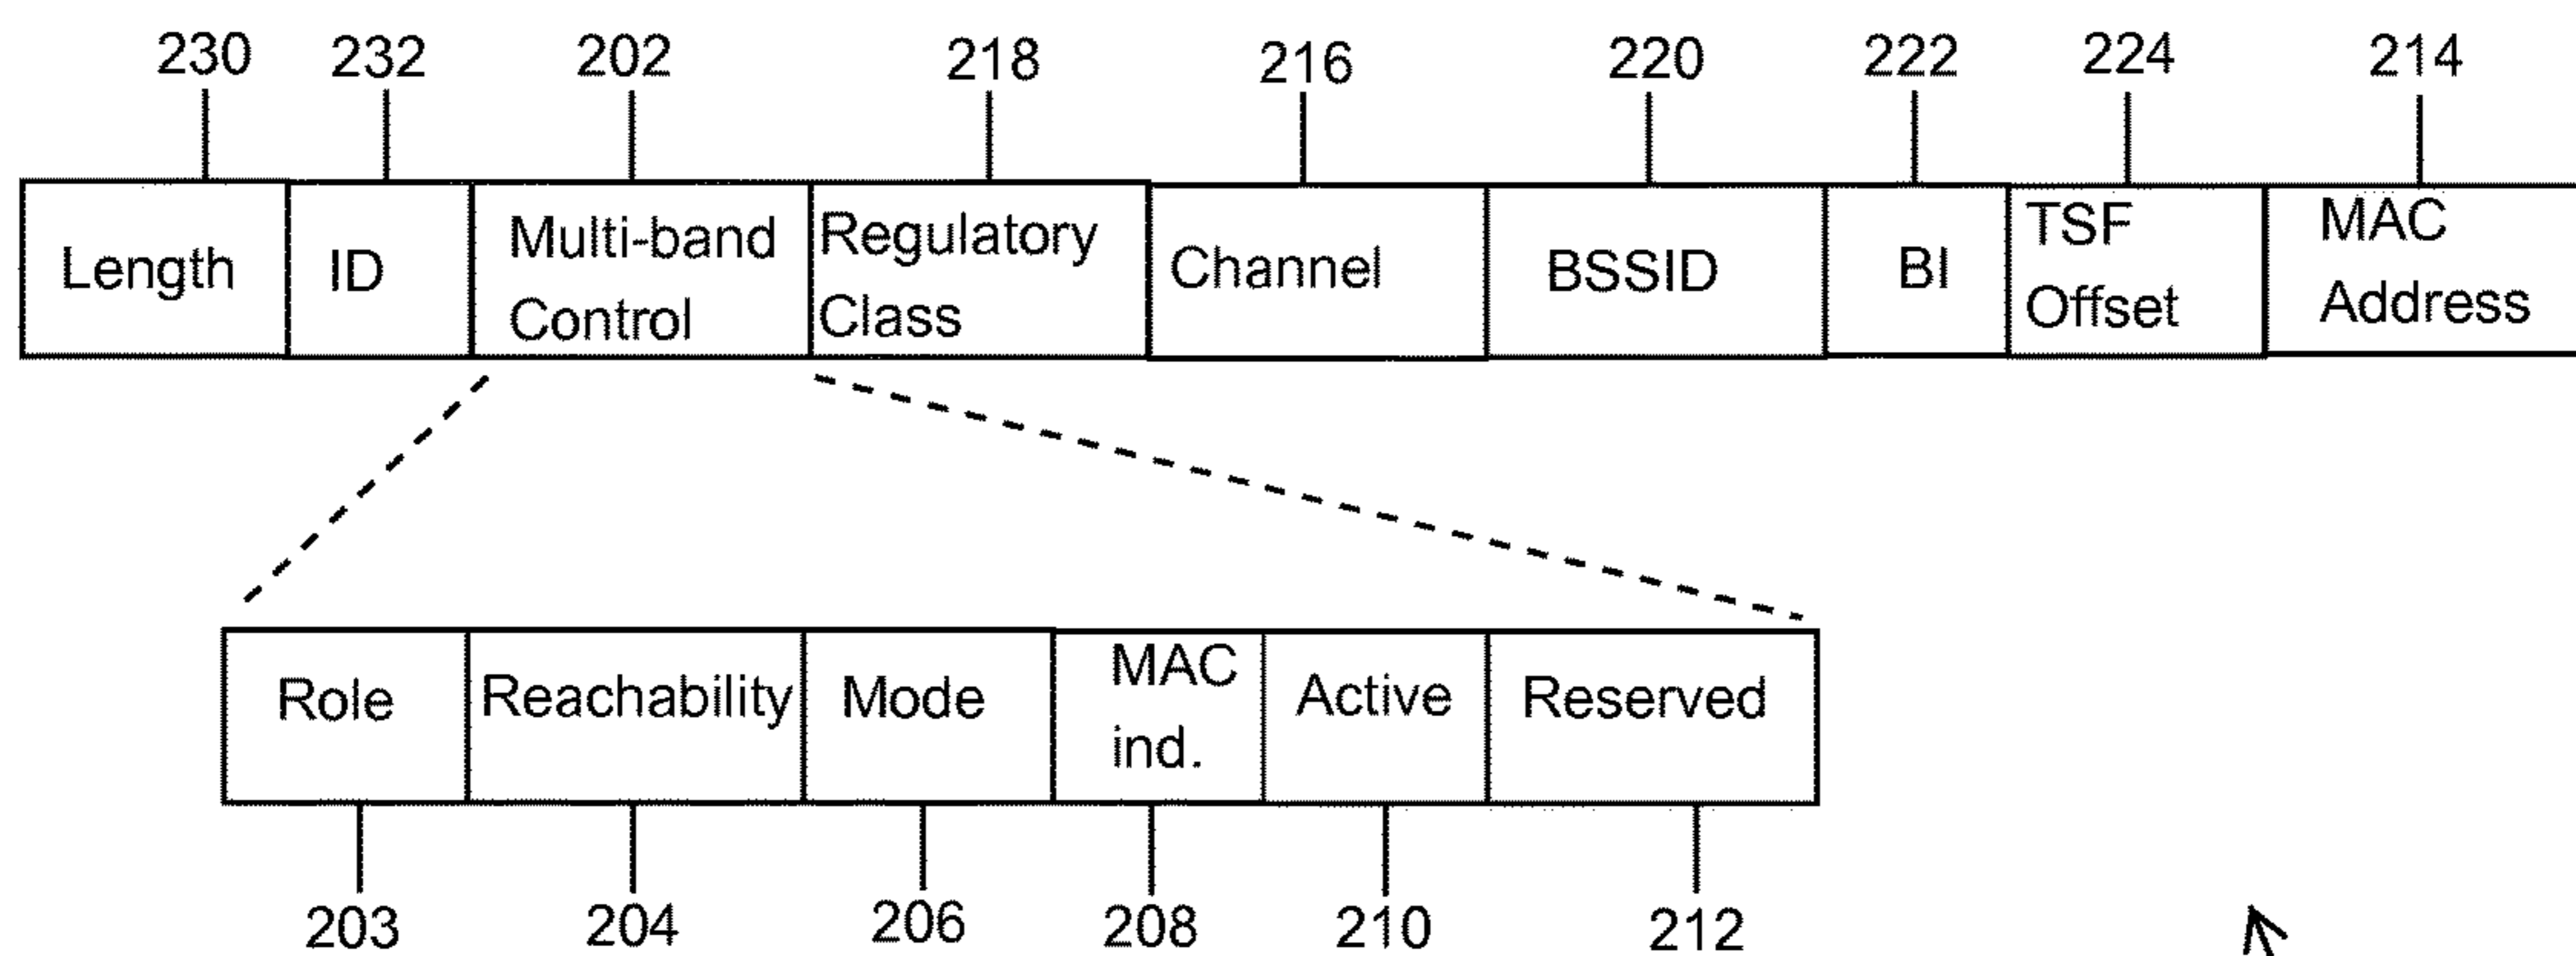 230 232 202 218 216 220 222 224 214
Length ID Multi-band Control Regulatory Class Channel BSSID BI TSF Offset MAC Address
Role Reachability Mode MAC ind. Active Reserved
203 204 206 208 210 212